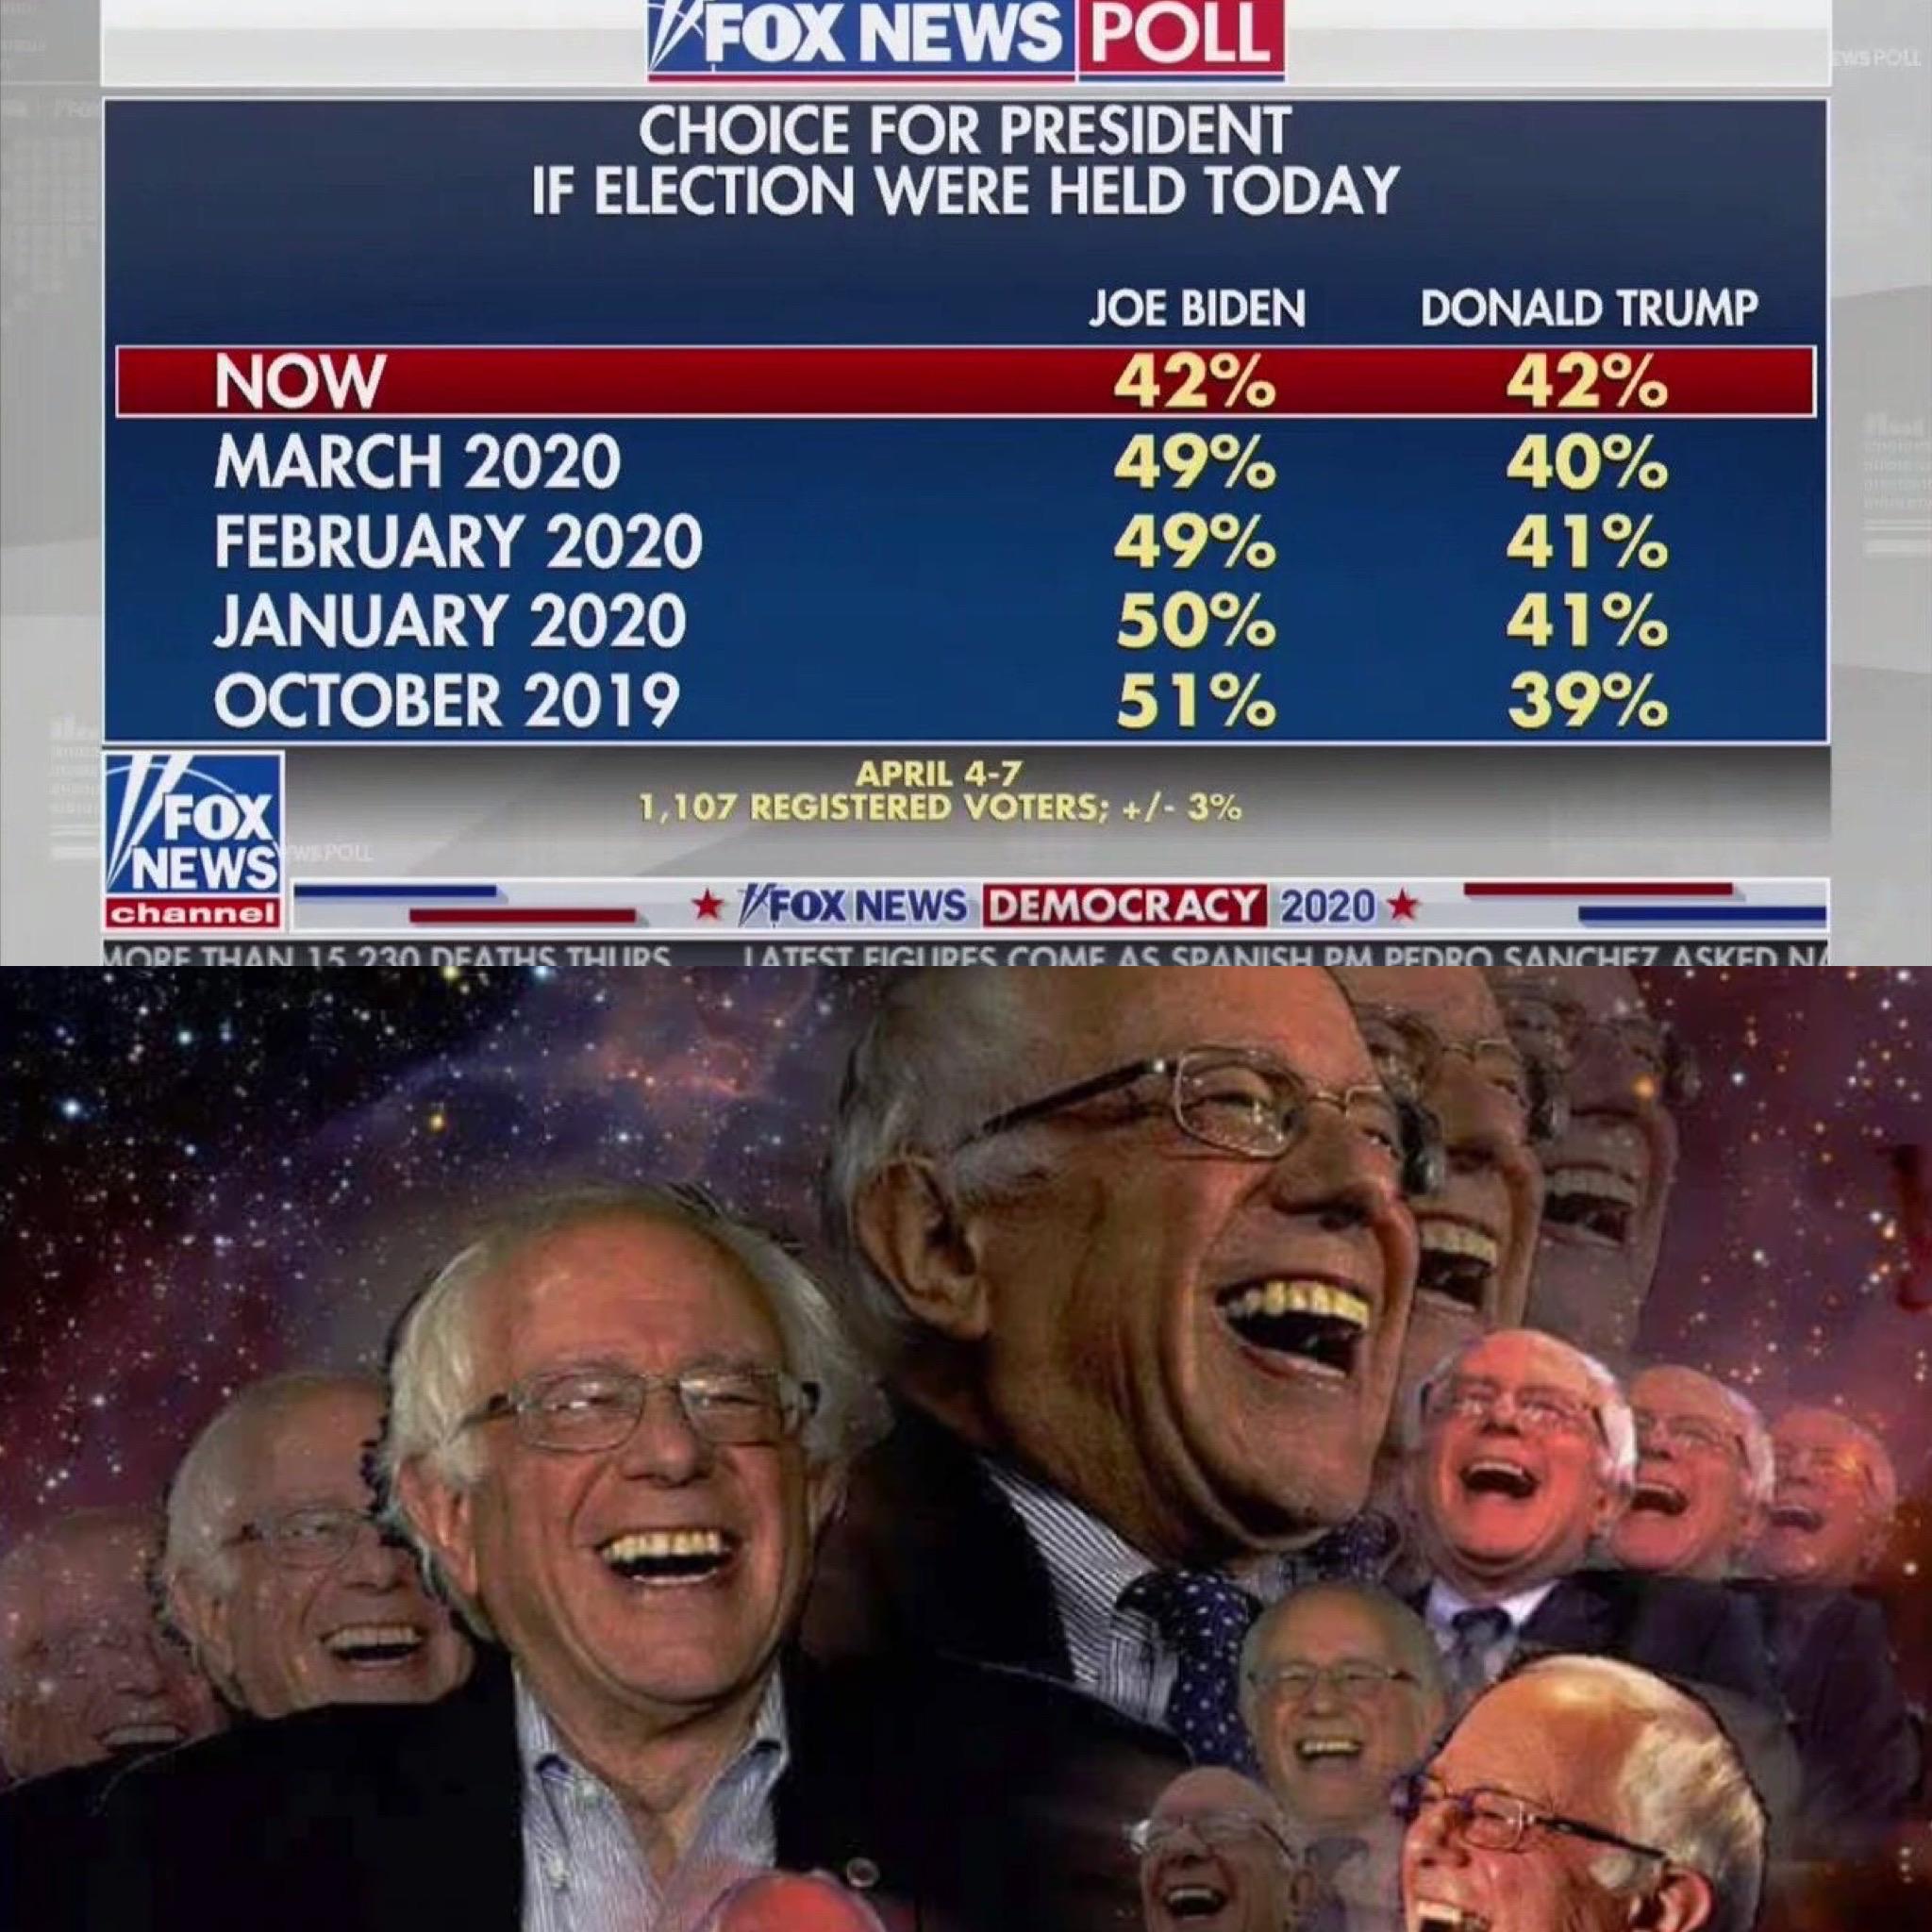 FOX NEWS POLL
CHOICE FOR PRESIDENT
IF ELECTION WERE HELD TODAY
JOE BIDEN DONALD TRUMP
NOW 42% 42%
MARCH 2020 49% 40%
FEBRUARY 2020 49% 41%
JANUARY 2020 50% 41%
OCTOBER 2019 51% 39%
APRIL 4-7
1,107 REGISTERED VOTERS; +/- 3%
FOX
NEWS
channel
FOX NEWS DEMOCRACY 2020
MORE THAN 15,230 DEATHS THURS LATEST FIGURES COME AS SPANISH PM PEDRO SANCHEZ ASKED